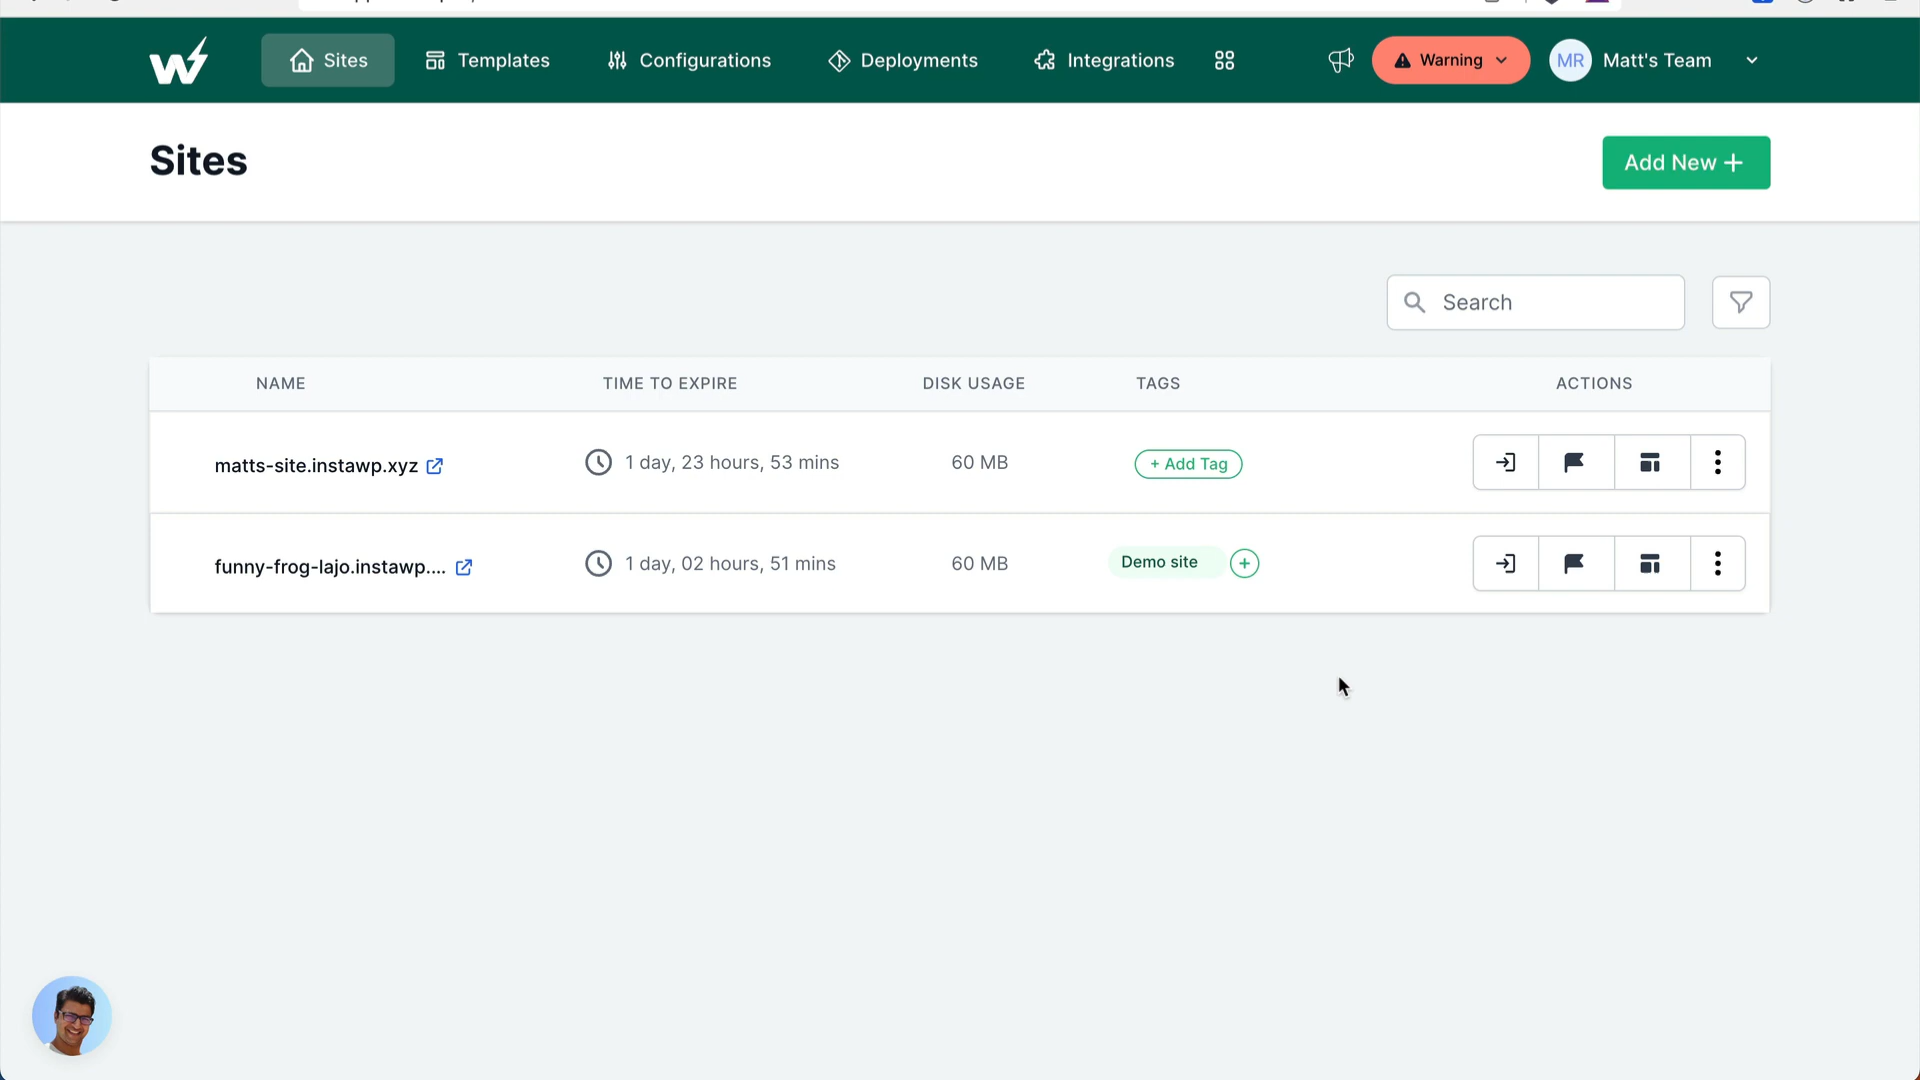 Sites
Templates
Configurations
Deployments
Integrations
Warning
MR
Matt's Team
Sites
Add New +
Search
NAME
TIME TO EXPIRE
DISK USAGE
TAGS
ACTIONS
matts-site.instawp.xyz
1 day, 23 hours, 53 mins
60 MB
+ Add Tag
funny-frog-lajo.instawp....
1 day, 02 hours, 51 mins
60 MB
Demo site